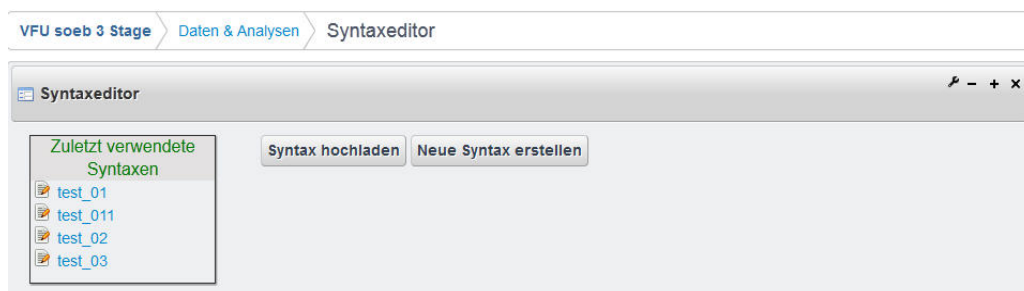 VFU soeb 3 Stage Daten & Analysen Syntaxeditor
Syntaxeditor
Zuletzt verwendete
Syntaxen
test_01
test_011
test_02
test_03
Syntax hochladen Neue Syntax erstellen